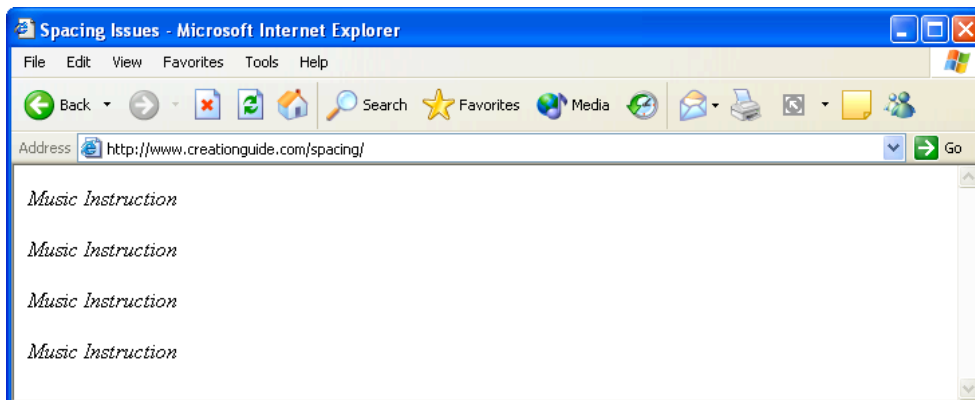 Spacing Issues - Microsoft Internet Explorer
File Edit View Favorites Tools Help
Back Search Favorites Media
Address http://www.creationguide.com/spacing/ Go
Music Instruction
Music Instruction
Music Instruction
Music Instruction